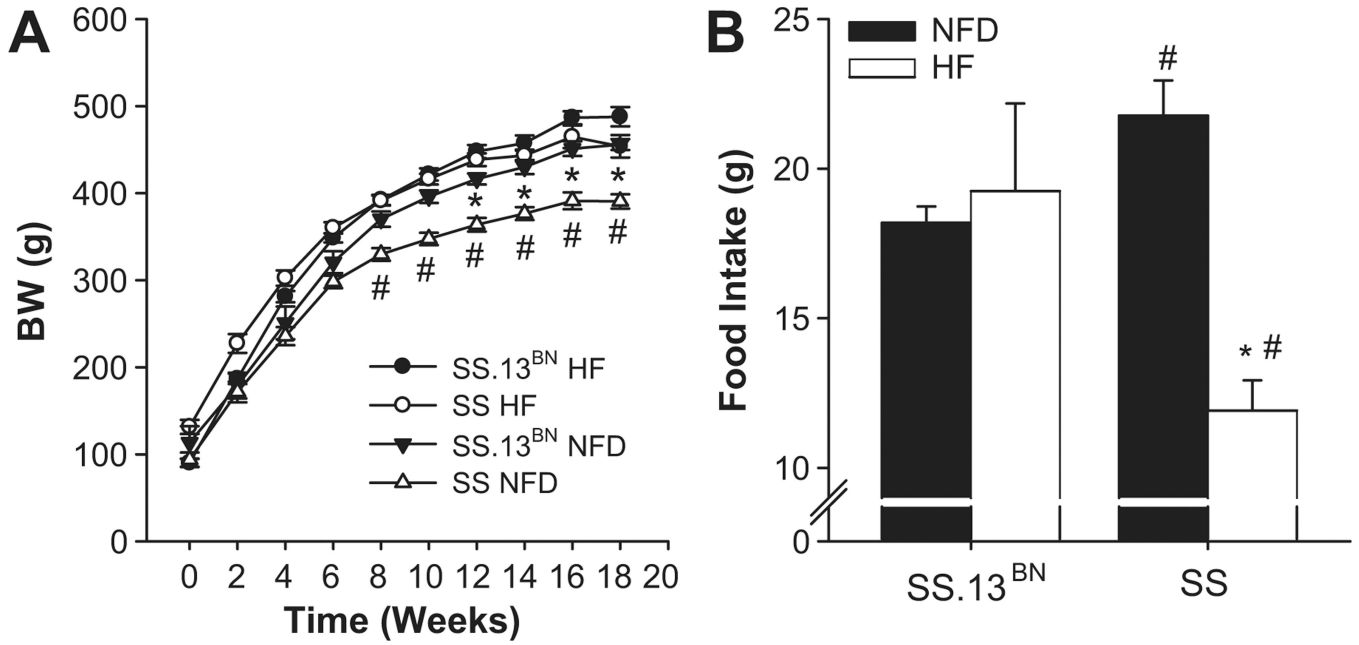 A
BW (g)
600
500
400
300
200
100
0
* * * * *
# # # # # #
SS.13BN HF
SS HF
SS.13BN NFD
SS NFD
0 2 4 6 8 10 12 14 16 18 20
Time (Weeks)
B
Food Intake (g)
25
20
15
10
0
NFD
HF
#
* #
SS.13BN SS